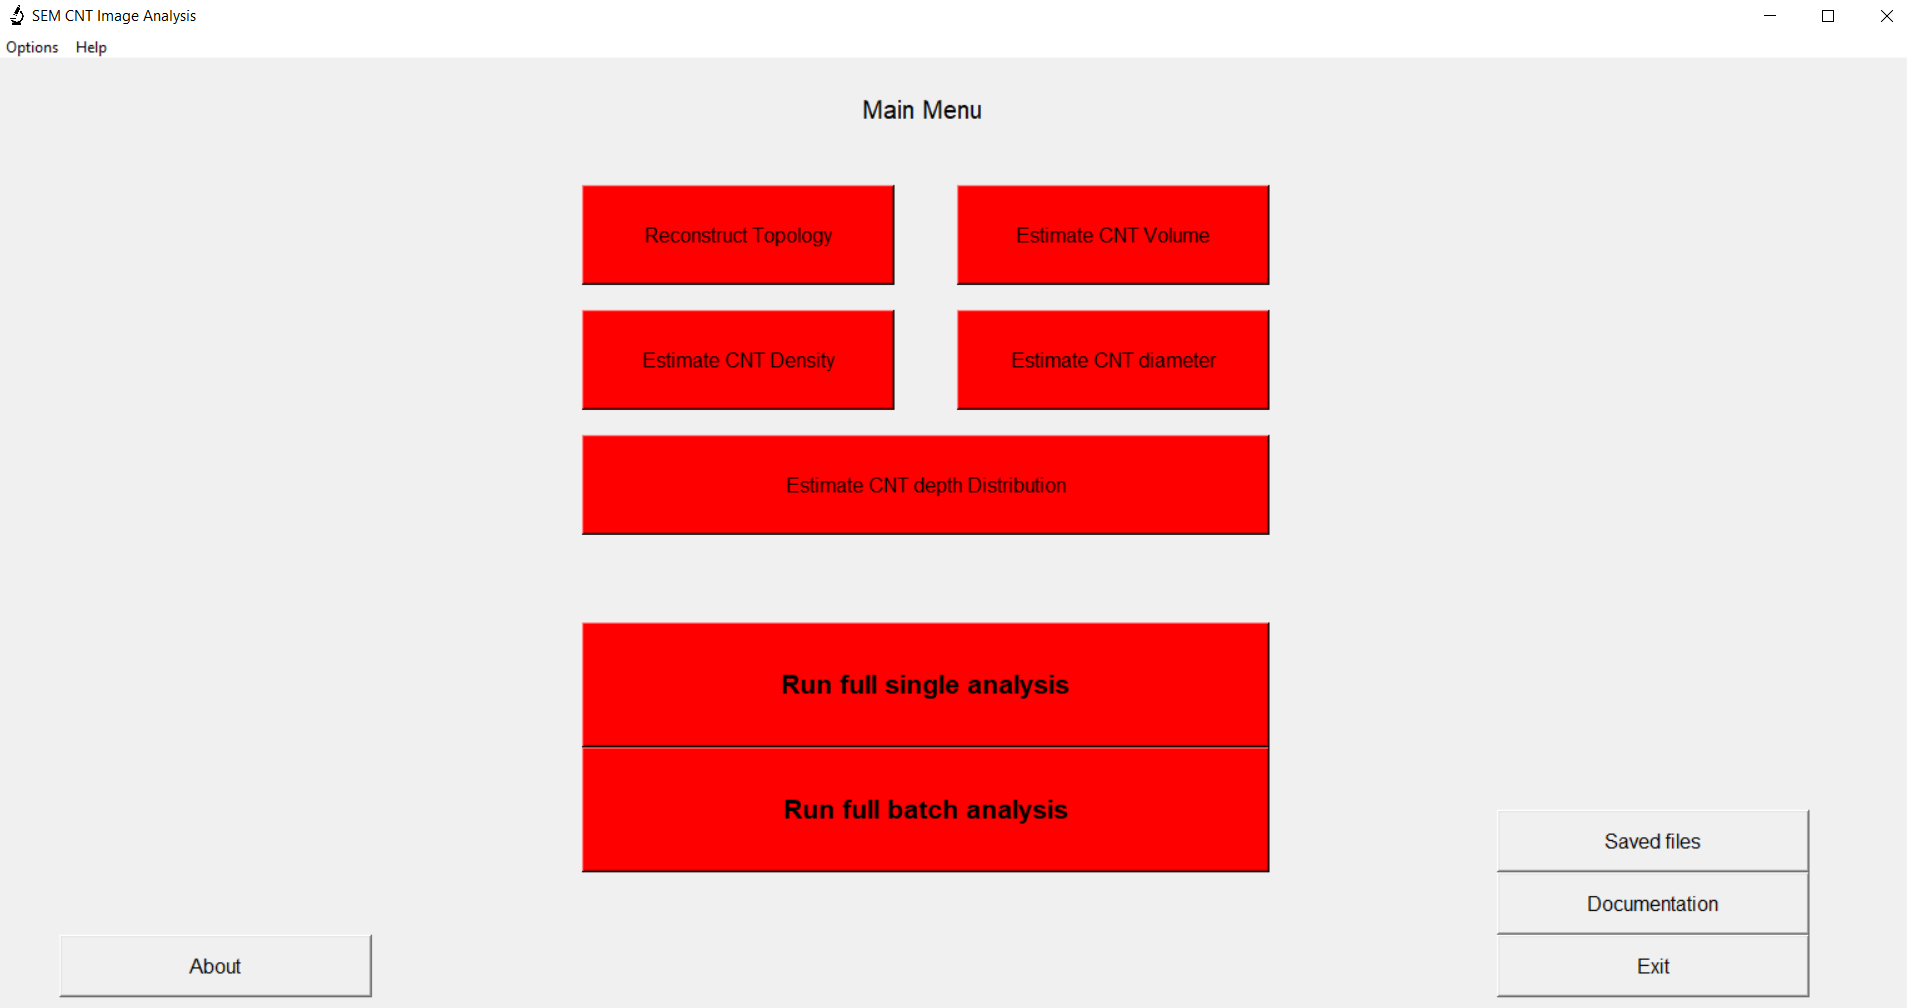 SEM CNT Image Analysis
Options Help
Main Menu
Reconstruct Topology
Estimate CNT Volume
Estimate CNT Density
Estimate CNT diameter
Estimate CNT depth Distribution
Run full single analysis
Run full batch analysis
Saved files
Documentation
About
Exit